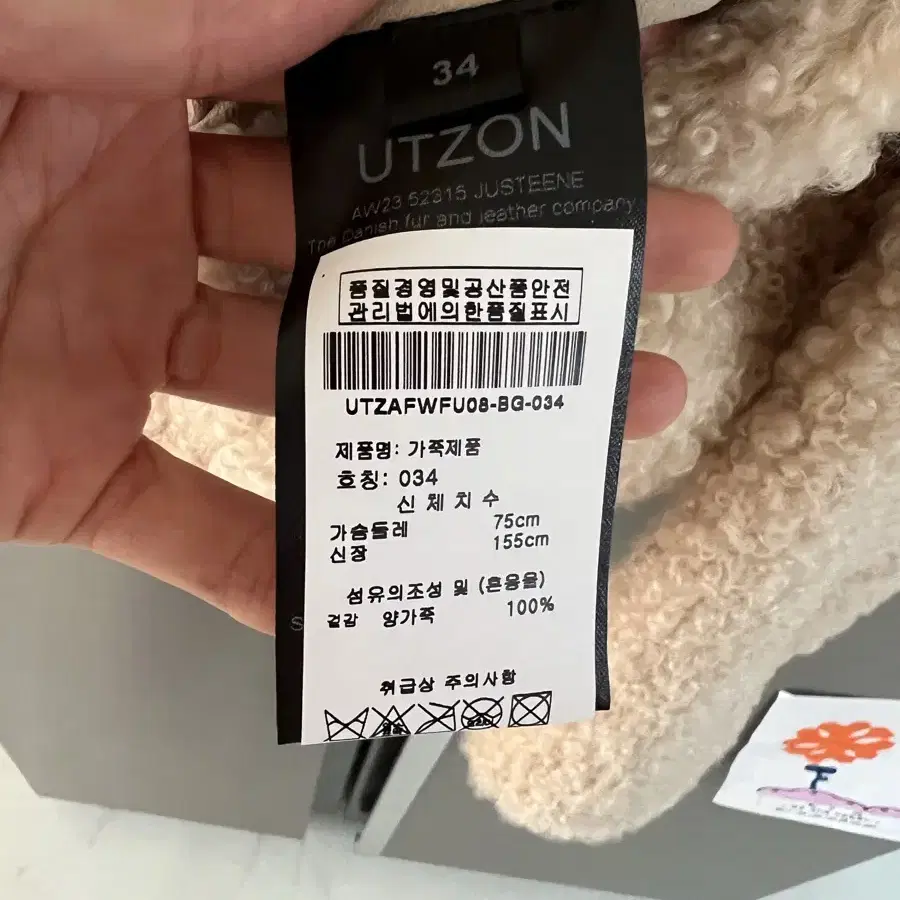 34
UTZON
AW23 52315 JUSTEENE
The Danish fur and leather company
품질경영및공산품안전
관리법에의한품질표시
UTZAFWFU08-BG-034
제품명: 가죽제품
호칭: 034
신 체 치 수
가슴둘레 75cm
신장 155cm
섬유의조성 및 (혼용율)
겉감 양가죽 100%
취급상 주의사항